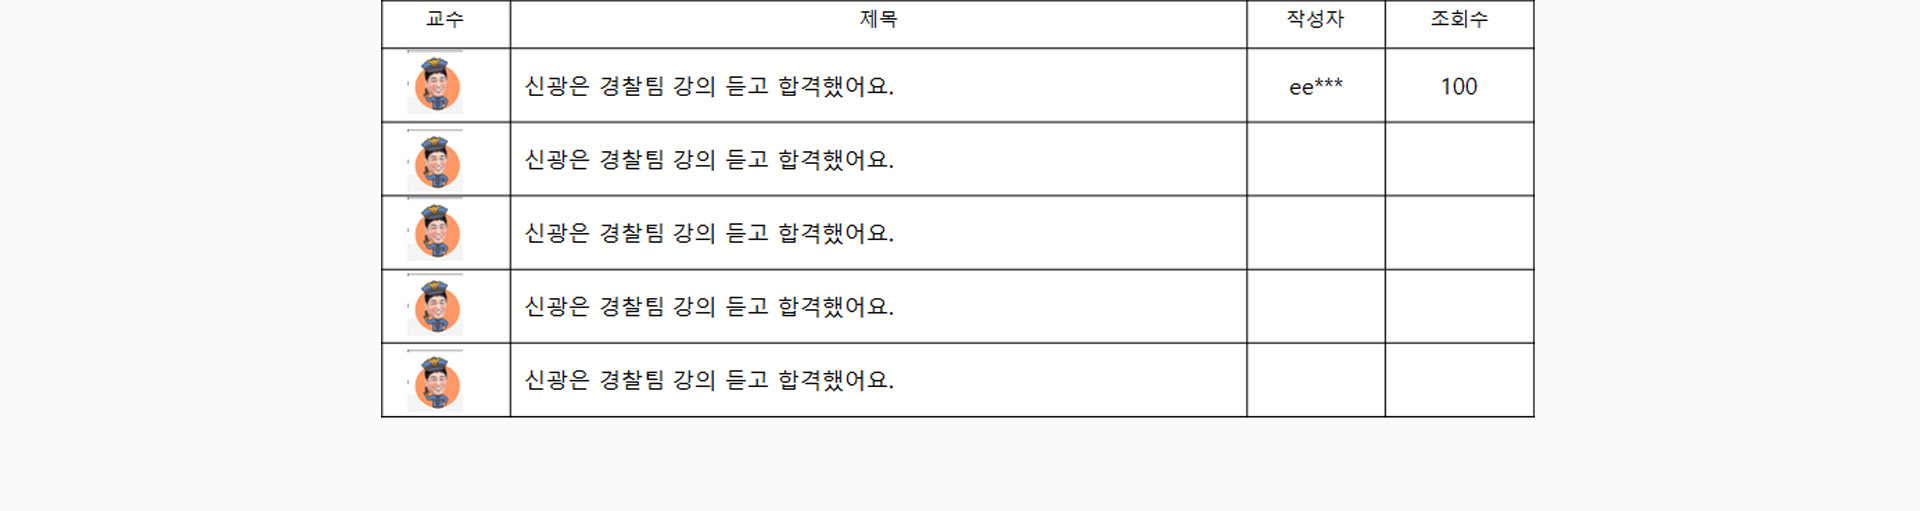 교수 제목 작성자 조회수
신광은 경찰팀 강의 듣고 합격했어요. ee*** 100
신광은 경찰팀 강의 듣고 합격했어요.
신광은 경찰팀 강의 듣고 합격했어요.
신광은 경찰팀 강의 듣고 합격했어요.
신광은 경찰팀 강의 듣고 합격했어요.